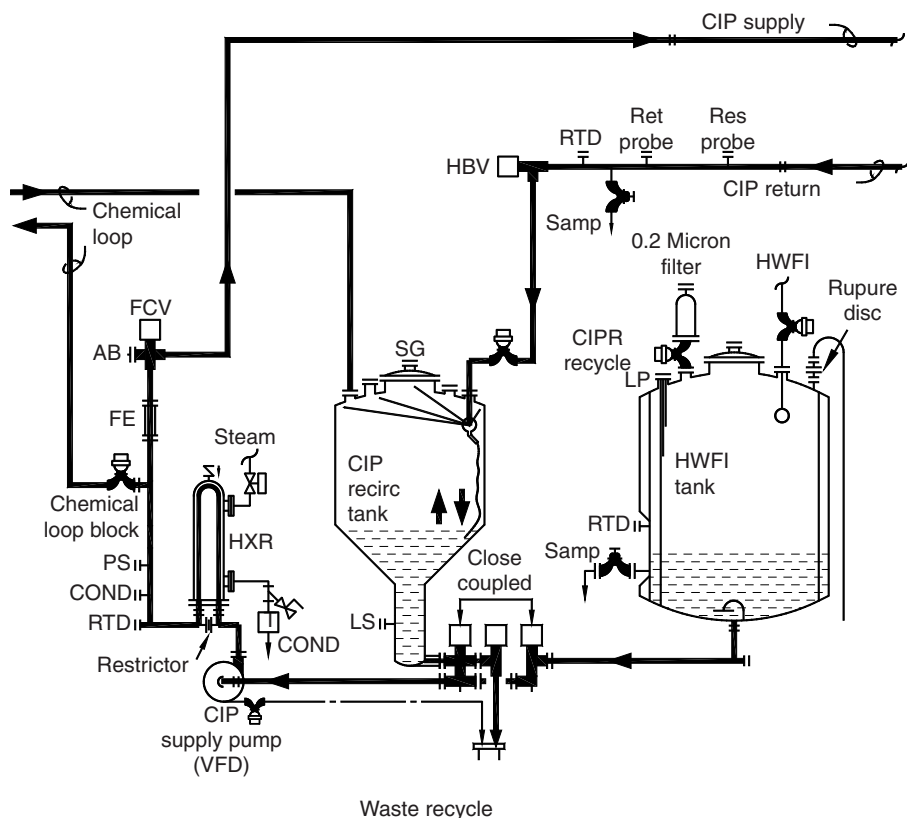 CIP supply
RTD
Ret
probe
Res
probe
HBV
CIP return
Chemical
loop
Samp
0.2 Micron
filter
HWFI
Rupure
disc
FCV
AB
SG
CIPR
recycle
LP
FE
Steam
CIP
recirc
tank
HWFI
tank
Chemical
loop block
HXR
RTD
PS
Samp
Close
coupled
COND
RTD
LS
COND
Restrictor
CIP
supply pump
(VFD)
Waste recycle